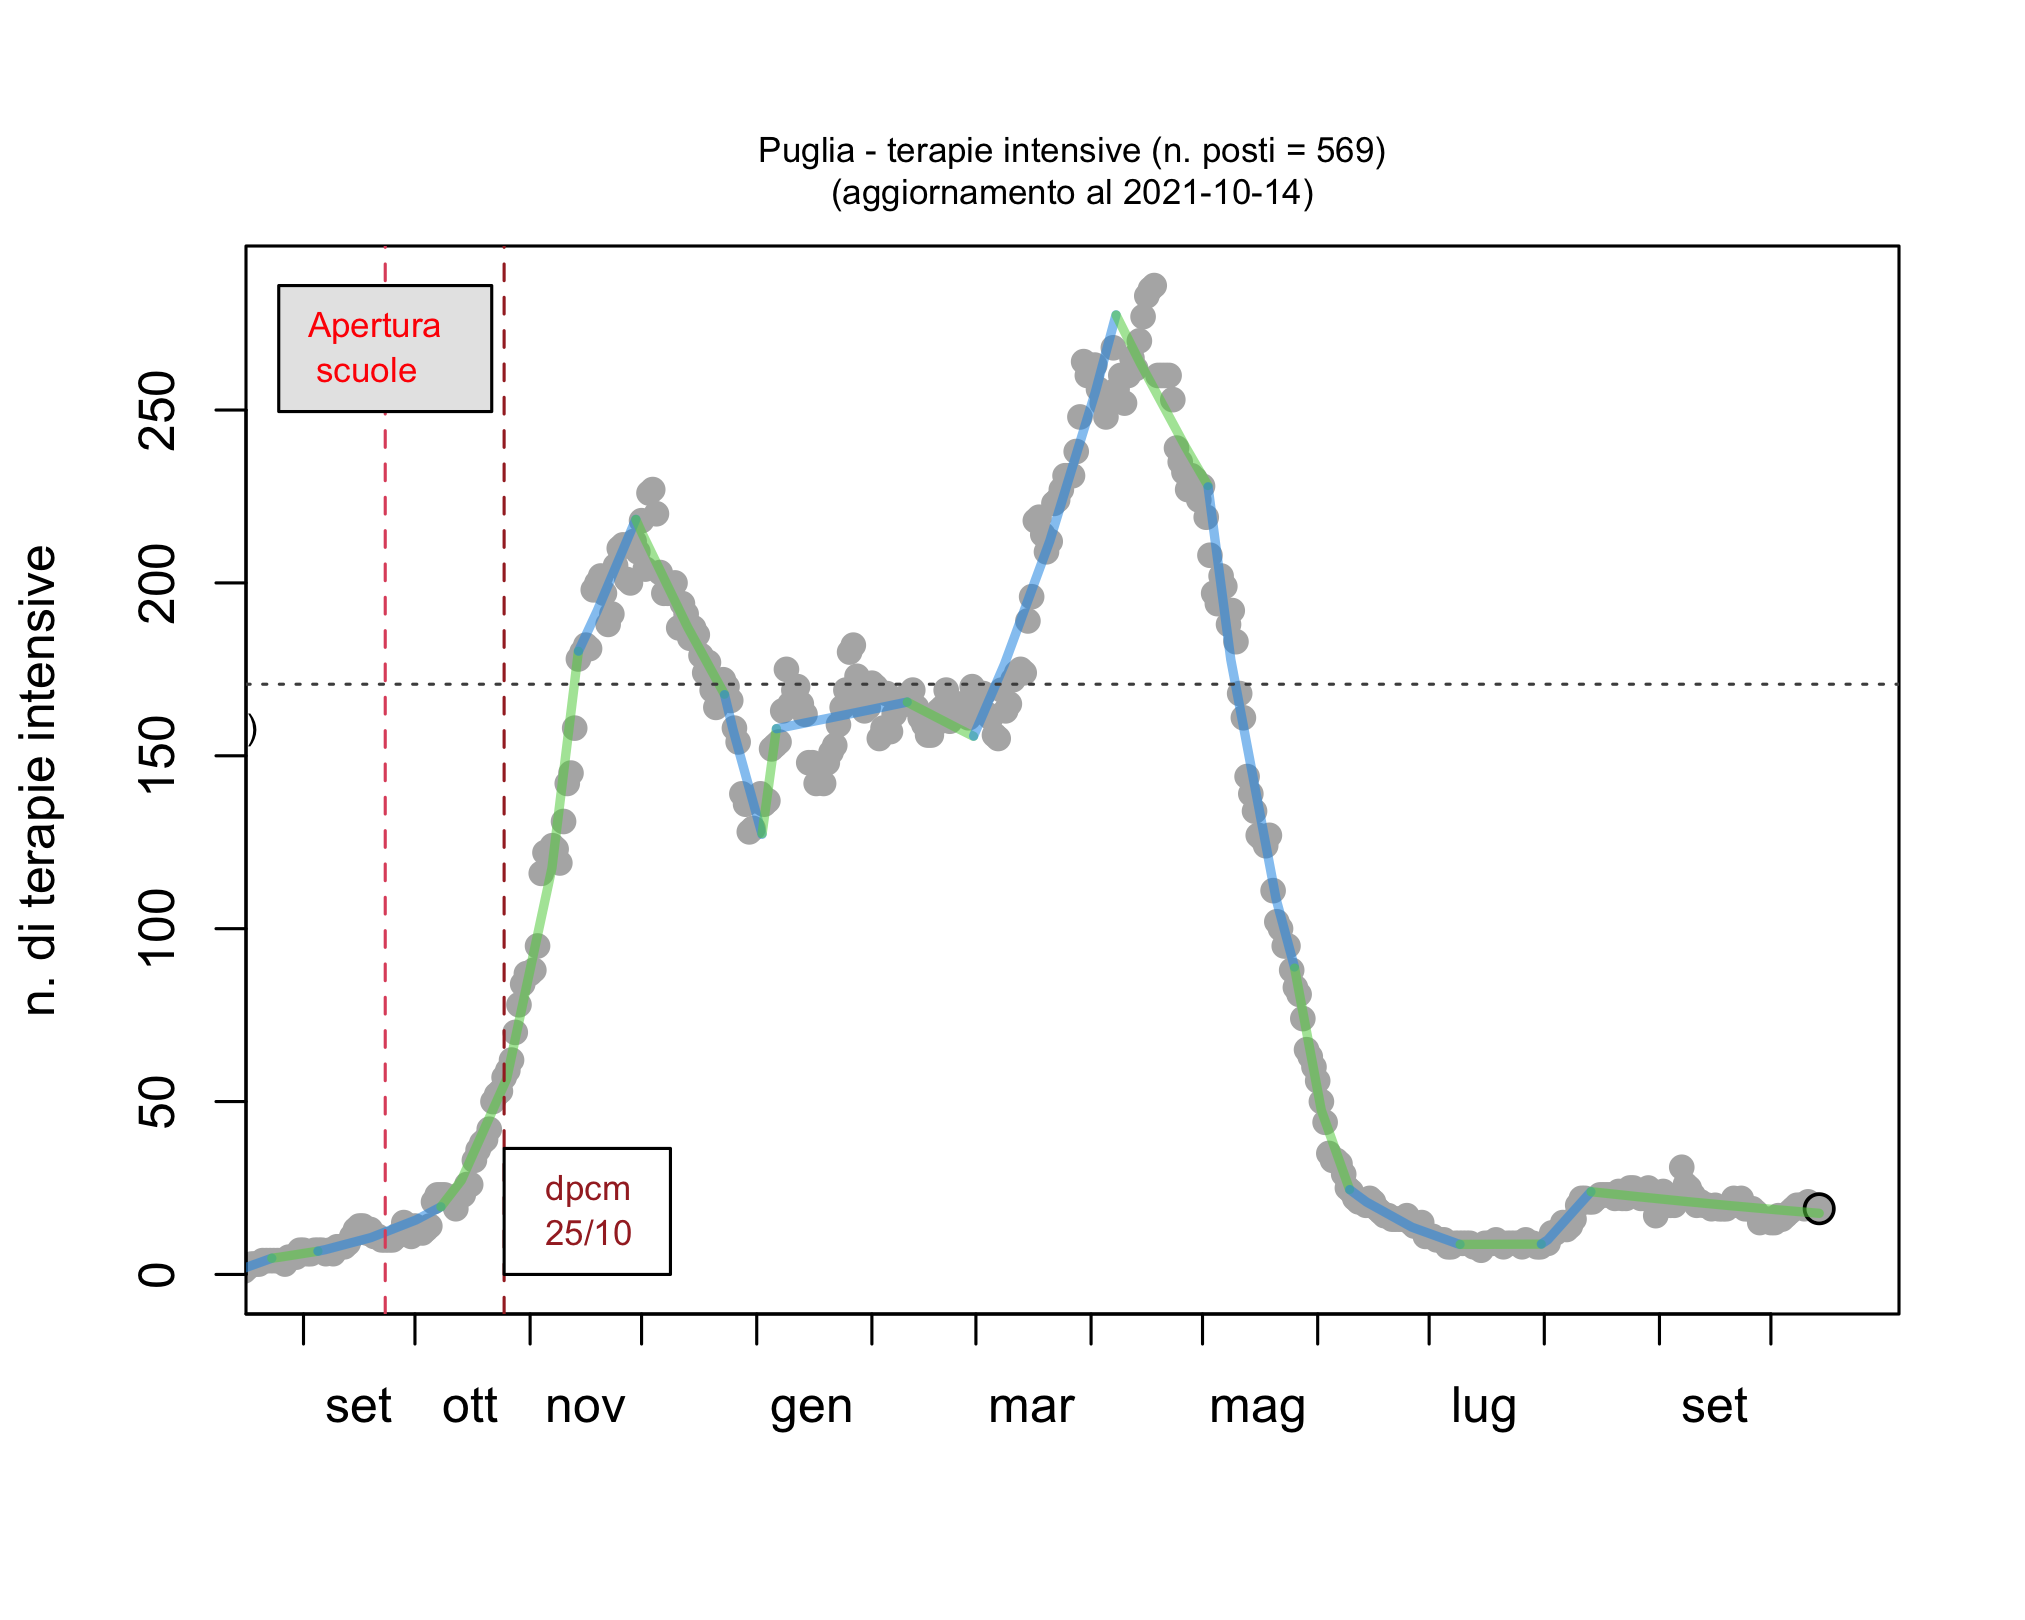 Puglia - terapie intensive (n. posti = 569)
(aggiornamento al 2021-10-14)
Apertura
scuole
n. di terapie intensive
250
200
150
100
50
0
)
dpcm
25/10
set ott nov gen mar mag lug set